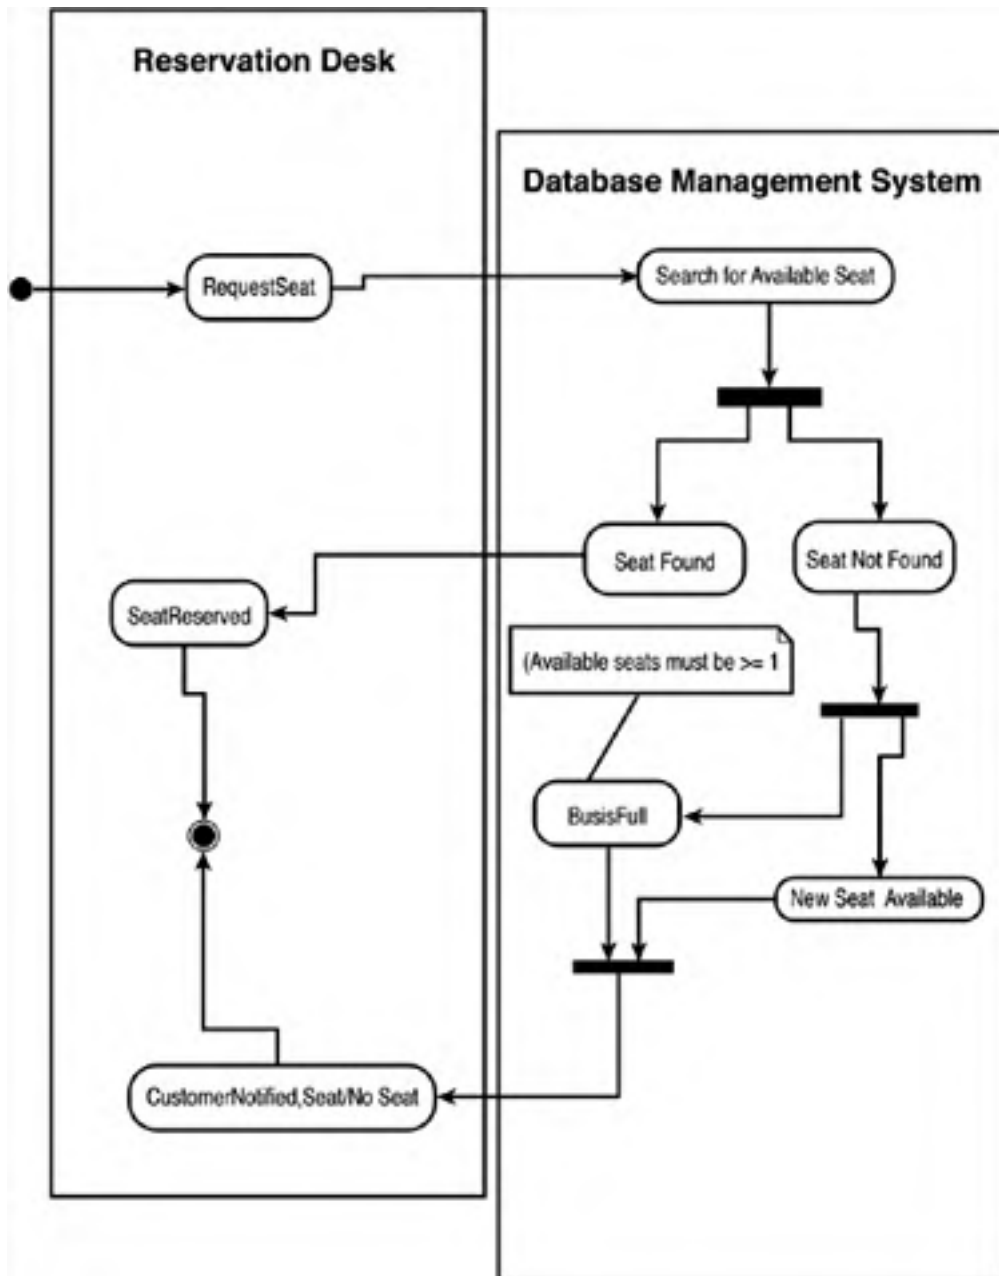 Reservation Desk
Database Management System
RequestSeat
Search for Available Seat
Seat Found
Seat Not Found
SeatReserved
(Available seats must be >= 1
BusisFull
New Seat Available
CustomerNotified,Seat/No Seat